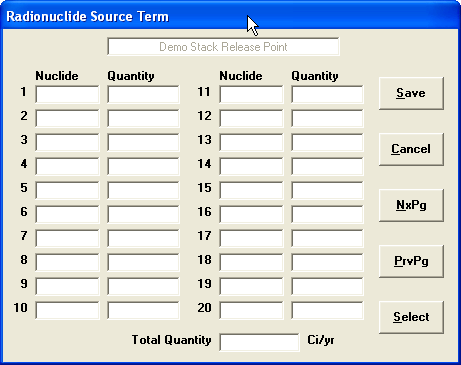 Radionuclide Source Term
Demo Stack Release Point
Nuclide Quantity Nuclide Quantity
1 11
2 12
3 13
4 14
5 15
6 16
7 17
8 18
9 19
10 20
Total Quantity Ci/yr
Save
Cancel
NxPg
PrvPg
Select